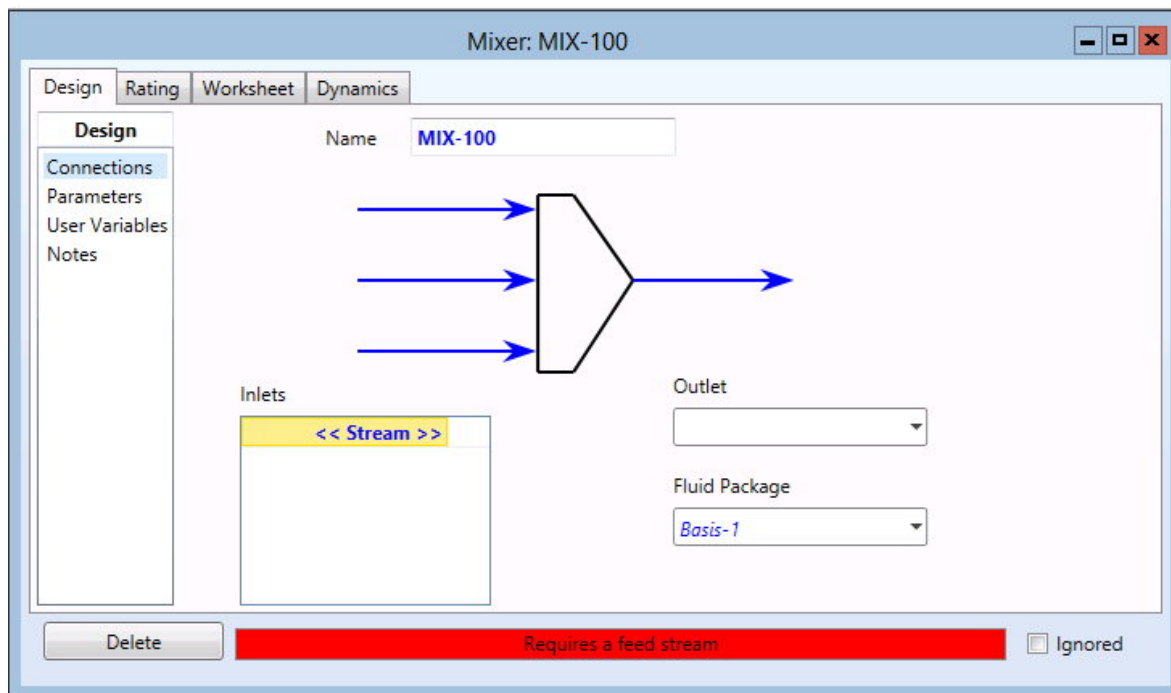 Mixer: MIX-100
Design Rating Worksheet Dynamics
Design
Connections
Parameters
User Variables
Notes
Name MIX-100
Inlets
<< Stream >>
Outlet
Fluid Package
Basis-1
Delete Requires a feed stream Ignored